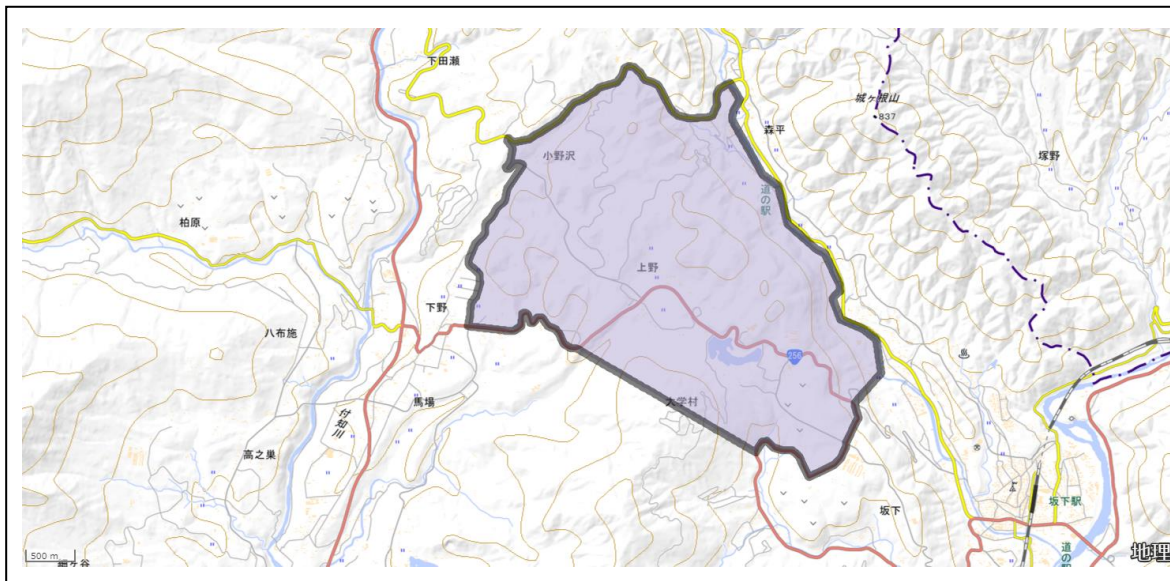 下田瀬
城ヶ根山
837
森平
塚野
小野沢
道の駅
柏原
上野
下野
八布施
256
馬場
大学村
付知川
高之巣
坂下
坂下駅
道の駅
500 m
地理